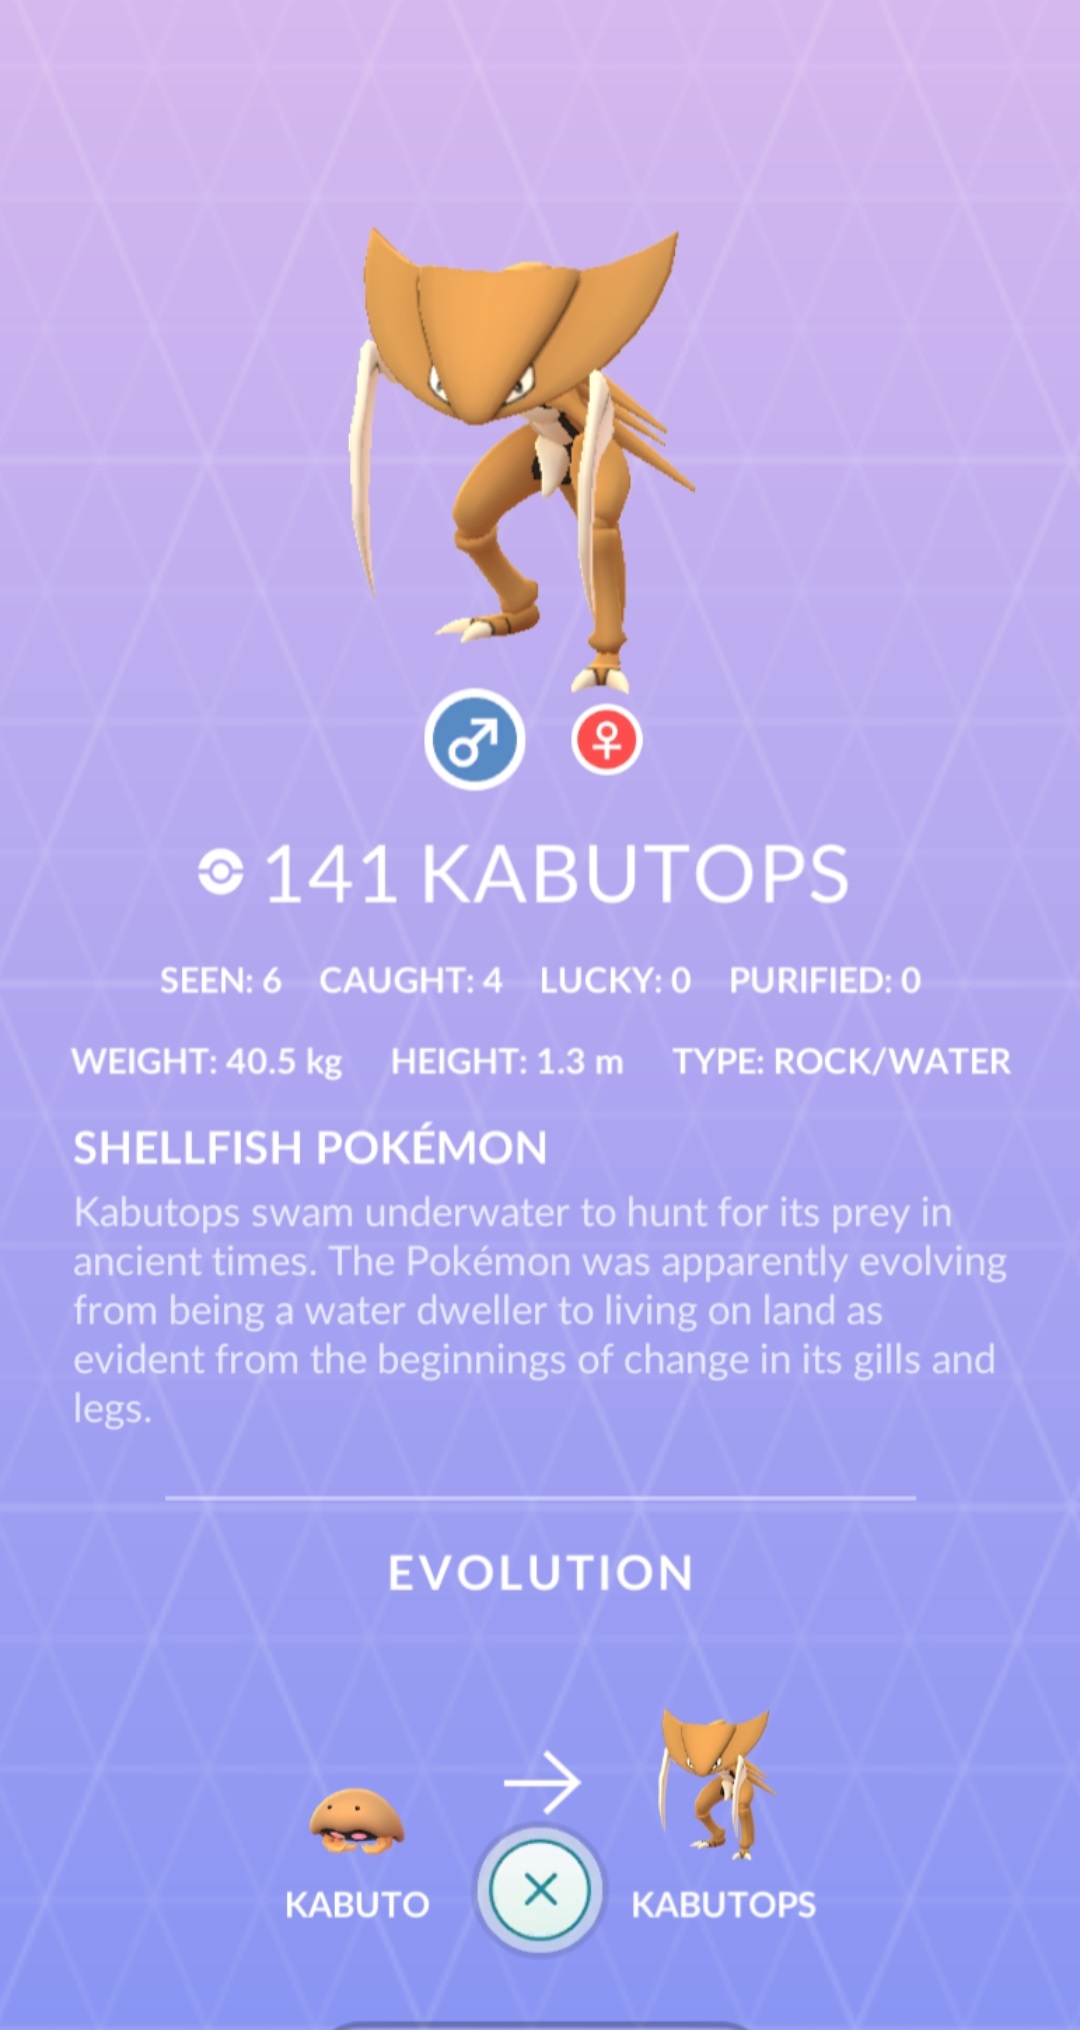 141 KABUTOPS
SEEN: 6 CAUGHT: 4 LUCKY: 0 PURIFIED: 0
WEIGHT: 40.5 kg HEIGHT: 1.3 m TYPE: ROCK/WATER
SHELLFISH POKÉMON
Kabutops swam underwater to hunt for its prey in
ancient times. The Pokémon was apparently evolving
from being a water dweller to living on land as
evident from the beginnings of change in its gills and
legs.
EVOLUTION
KABUTO KABUTOPS